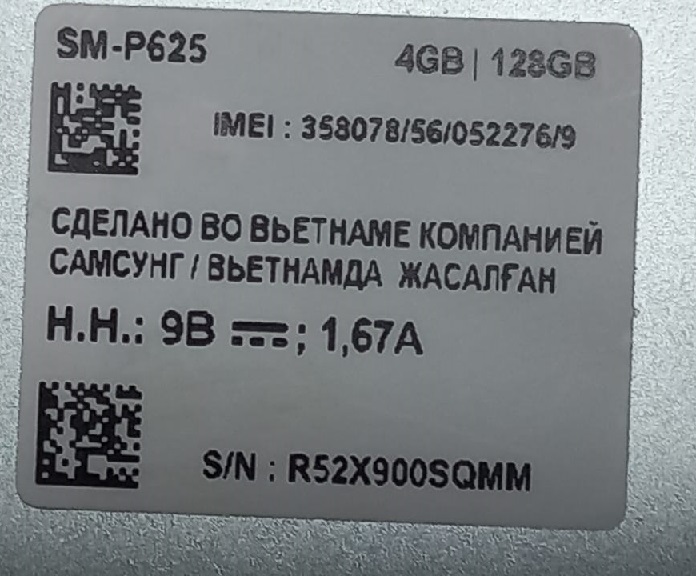 SM-P625
4GB | 128GB
IMEI : 358078/56/052276/9
СДЕЛАНО ВО ВЬЕТНАМЕ КОМПАНИЕЙ
САМСУНГ / ВЬЕТНАМДА ЖАСАЛҒАН
Н.Н.: 9В ⎓; 1,67А
S/N : R52X900SQMM